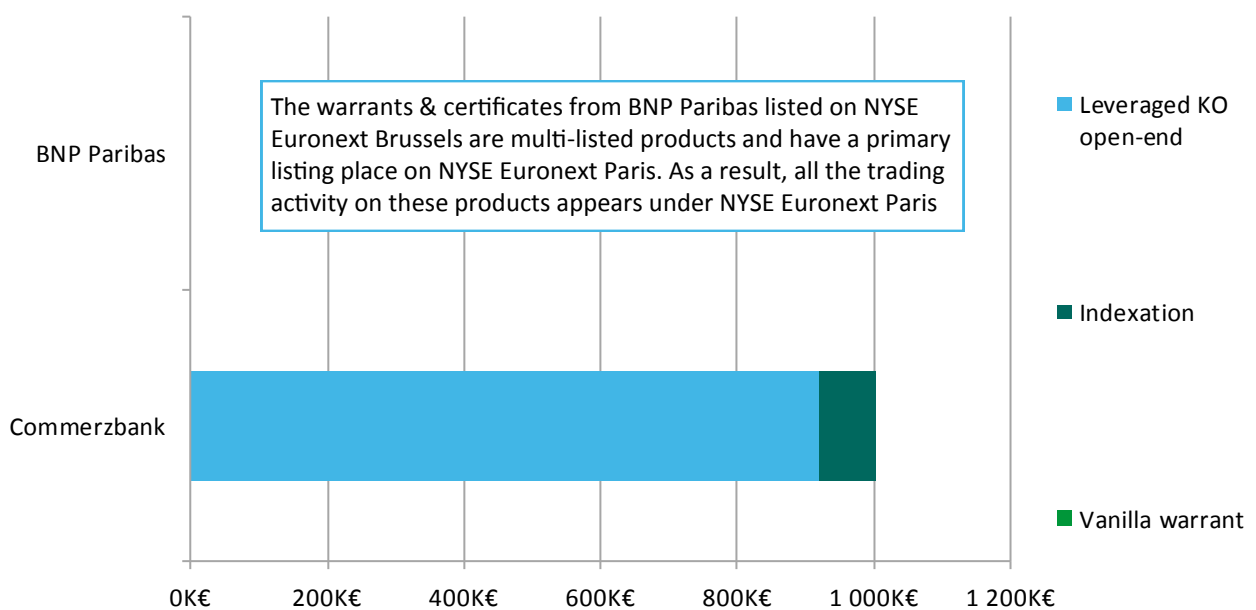 BNP Paribas
The warrants & certificates from BNP Paribas listed on NYSE
Euronext Brussels are multi-listed products and have a primary
listing place on NYSE Euronext Paris. As a result, all the trading
activity on these products appears under NYSE Euronext Paris
Leveraged KO
open-end
Indexation
Commerzbank
Vanilla warrant
0K€ 200K€ 400K€ 600K€ 800K€ 1 000K€ 1 200K€